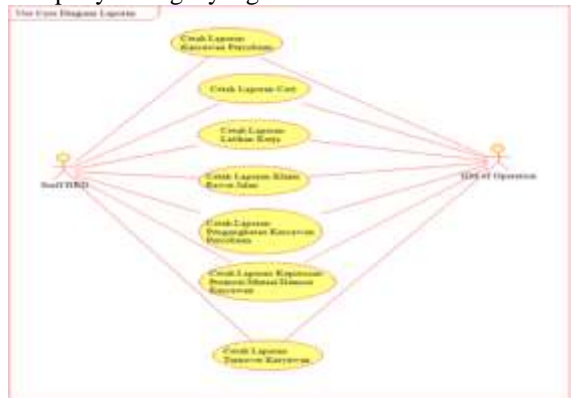 Use Case Diagram Laporan
Cetak Laporan
Karyawan Percobaan
Cetak Laporan Cuti
Cetak Laporan
Latihan Kerja
Staff HRD
of Operation
Cetak Laporan Klaim
Rawat Jalan
Cetak Laporan
Pengangkatan Karyawan
Percobaan
Cetak Laporan Keputusan
Promosi/Mutasi/Demosi
Karyawan
Cetak Laporan
Turnover Karyawan